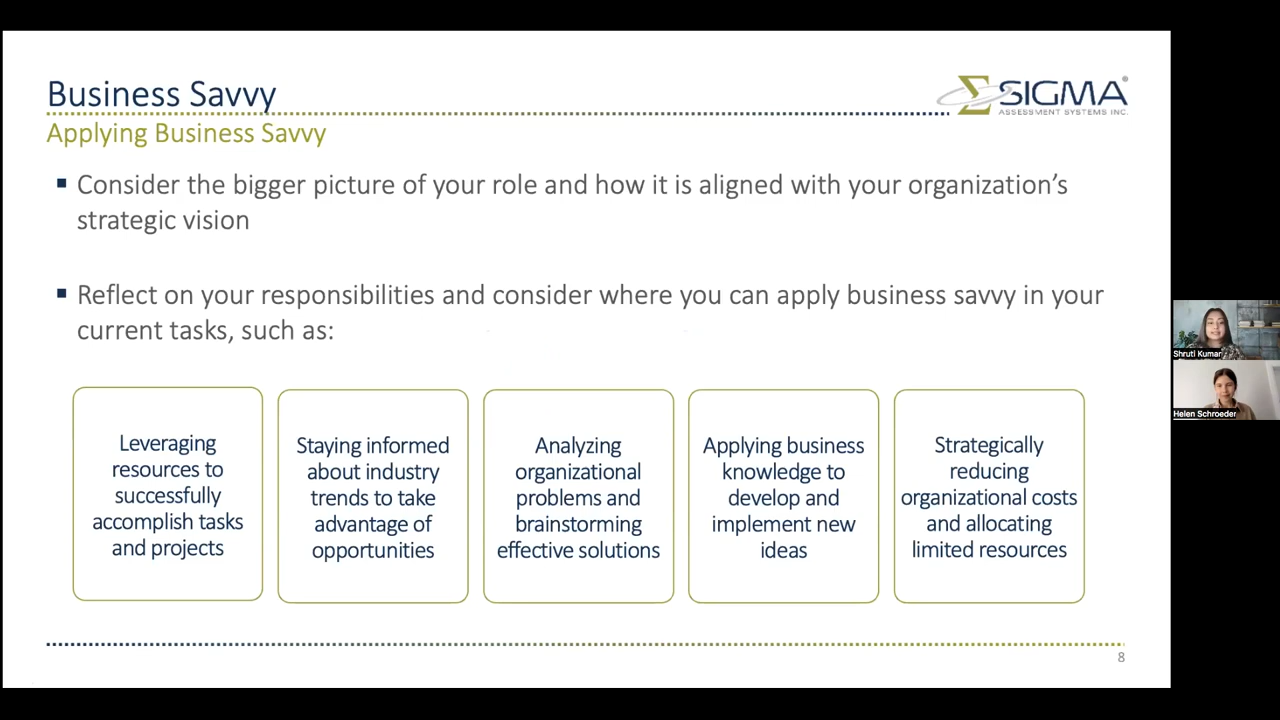 Business Savvy
ΣSIGMA®
ASSESSMENT SYSTEMS INC.
Applying Business Savvy
▪ Consider the bigger picture of your role and how it is aligned with your organization’s
strategic vision
▪ Reflect on your responsibilities and consider where you can apply business savvy in your
current tasks, such as:
Leveraging
resources to
successfully
accomplish tasks
and projects
Staying informed
about industry
trends to take
advantage of
opportunities
Analyzing
organizational
problems and
brainstorming
effective solutions
Applying business
knowledge to
develop and
implement new
ideas
Strategically
reducing
organizational costs
and allocating
limited resources
Shruti Kumar
Helen Schroeder
8